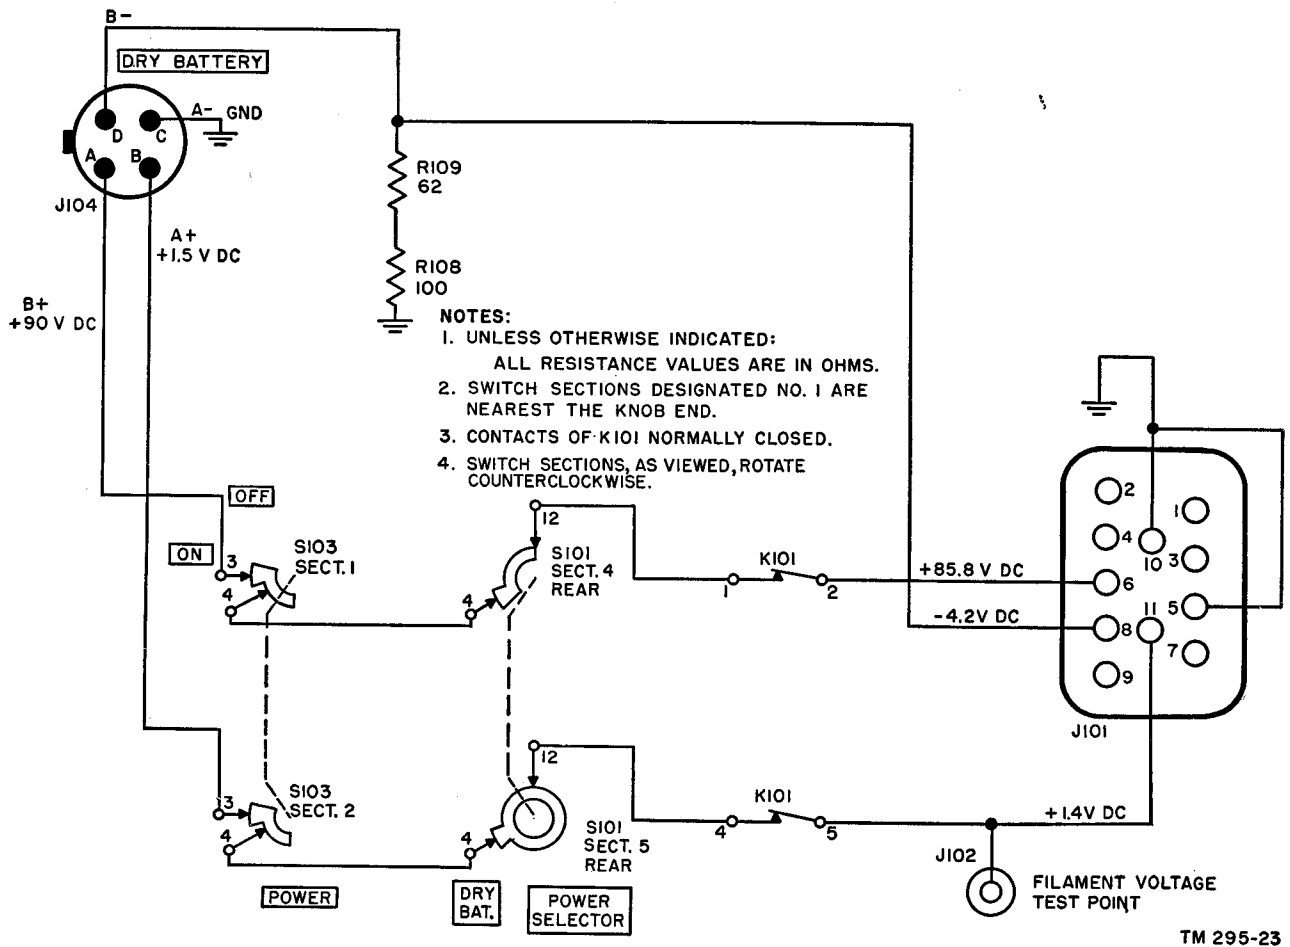 B-
DRY BATTERY
A- GND
D
C
A
B
J104
A+
+1.5 V DC
B+
+90 V DC
R109
62
R108
100
NOTES:
1. UNLESS OTHERWISE INDICATED:
ALL RESISTANCE VALUES ARE IN OHMS.
2. SWITCH SECTIONS DESIGNATED NO. 1 ARE
NEAREST THE KNOB END.
3. CONTACTS OF K101 NORMALLY CLOSED.
4. SWITCH SECTIONS, AS VIEWED, ROTATE
COUNTERCLOCKWISE.
OFF
ON
3
4
S103
SECT. 1
12
4
S101
SECT. 4
REAR
K101
1
2
+85.8 V DC
-4.2V DC
2
1
4
10
3
6
11
5
8
7
9
J101
3
4
S103
SECT. 2
12
4
S101
SECT. 5
REAR
K101
4
5
+1.4V DC
J102
FILAMENT VOLTAGE
TEST POINT
POWER
DRY
BAT.
POWER
SELECTOR
TM 295-23